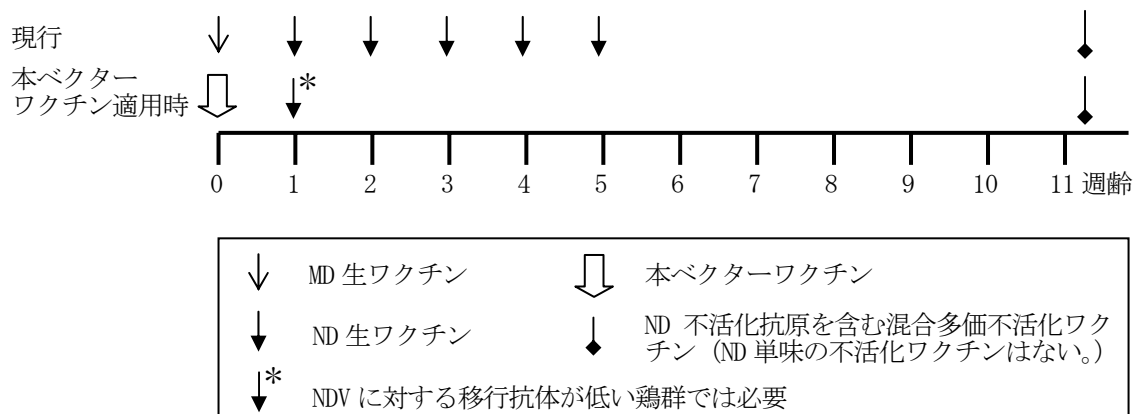 現行
*
本ベクター
ワクチン適用時
0 1 2 3 4 5 6 7 8 9 10 11 週齢
MD 生ワクチン
本ベクターワクチン
ND 生ワクチン
ND 不活化抗原を含む混合多価不活化ワク
チン（ND 単味の不活化ワクチンはない。）
*
NDV に対する移行抗体が低い鶏群では必要